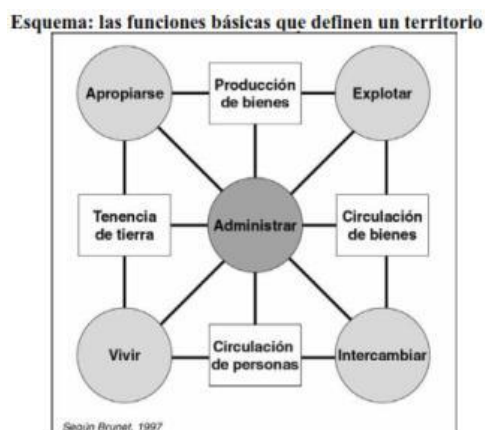 Esquema: las funciones básicas que definen un territorio
Apropiarse
Producción
de bienes
Explotar
Tenencia
de tierra
Administrar
Circulación
de bienes
Vivir
Circulación
de personas
Intercambiar
Según Brunet, 1997